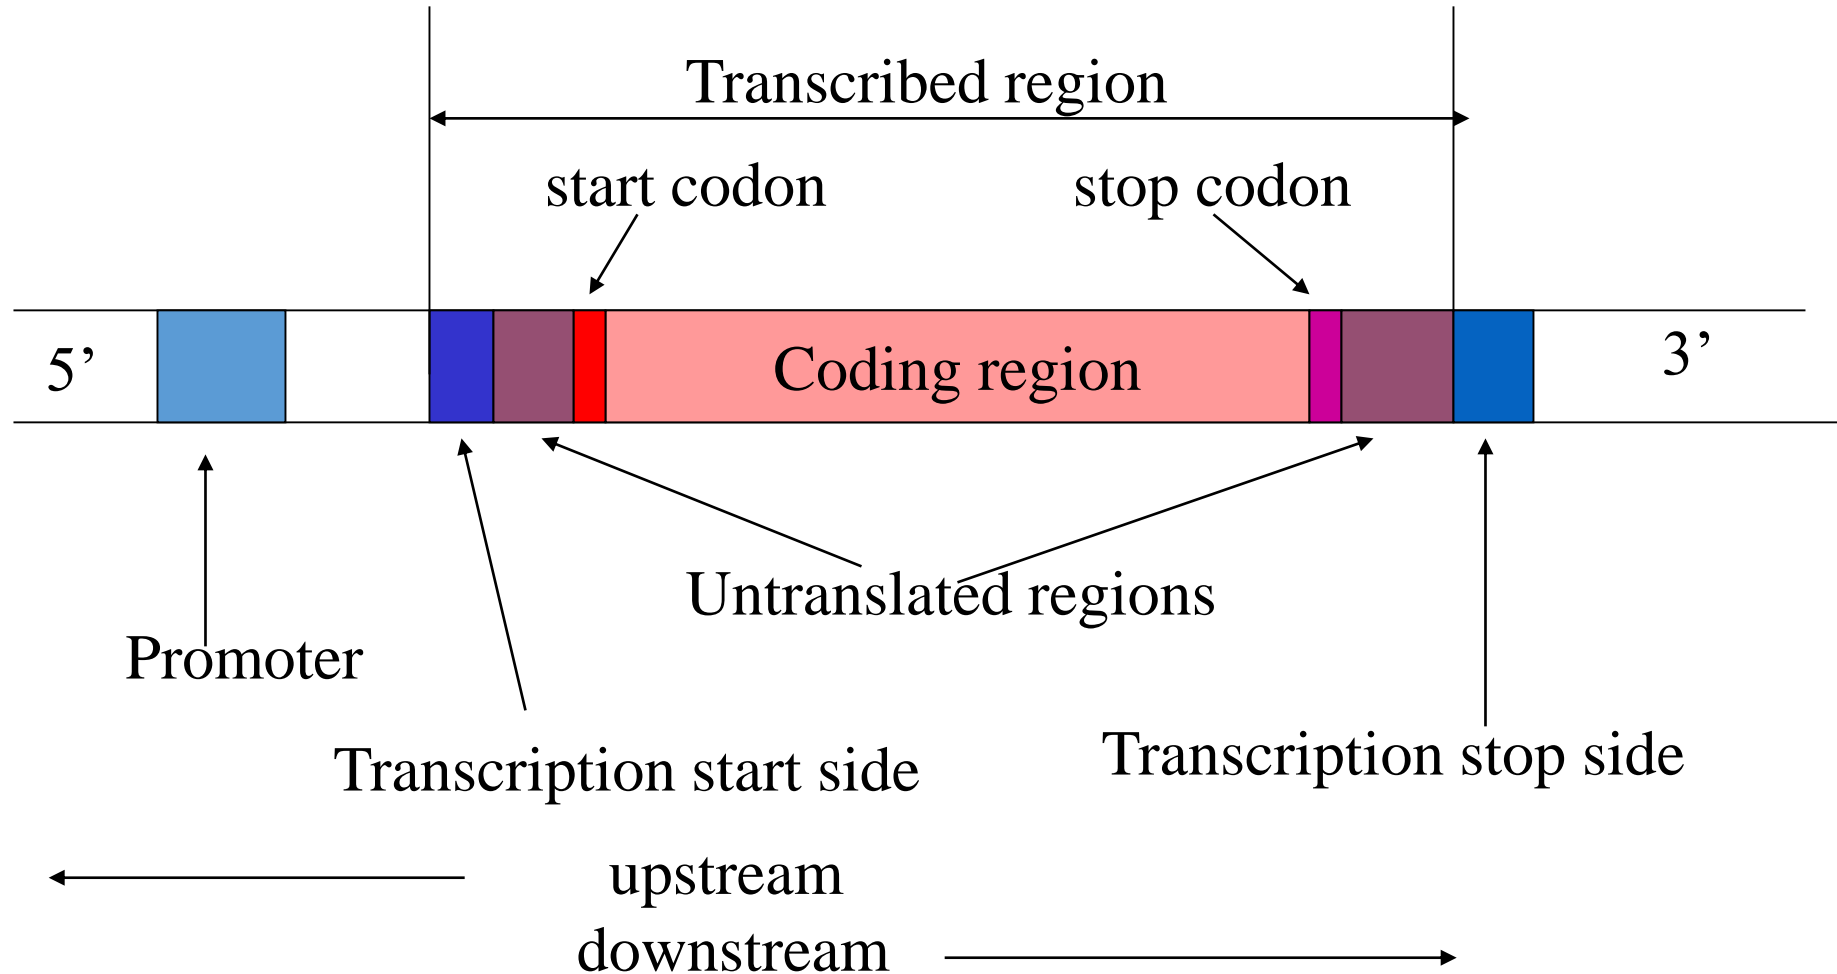 Transcribed region
start codon
stop codon
5’
Coding region
3’
Untranslated regions
Promoter
Transcription start side
Transcription stop side
upstream
downstream